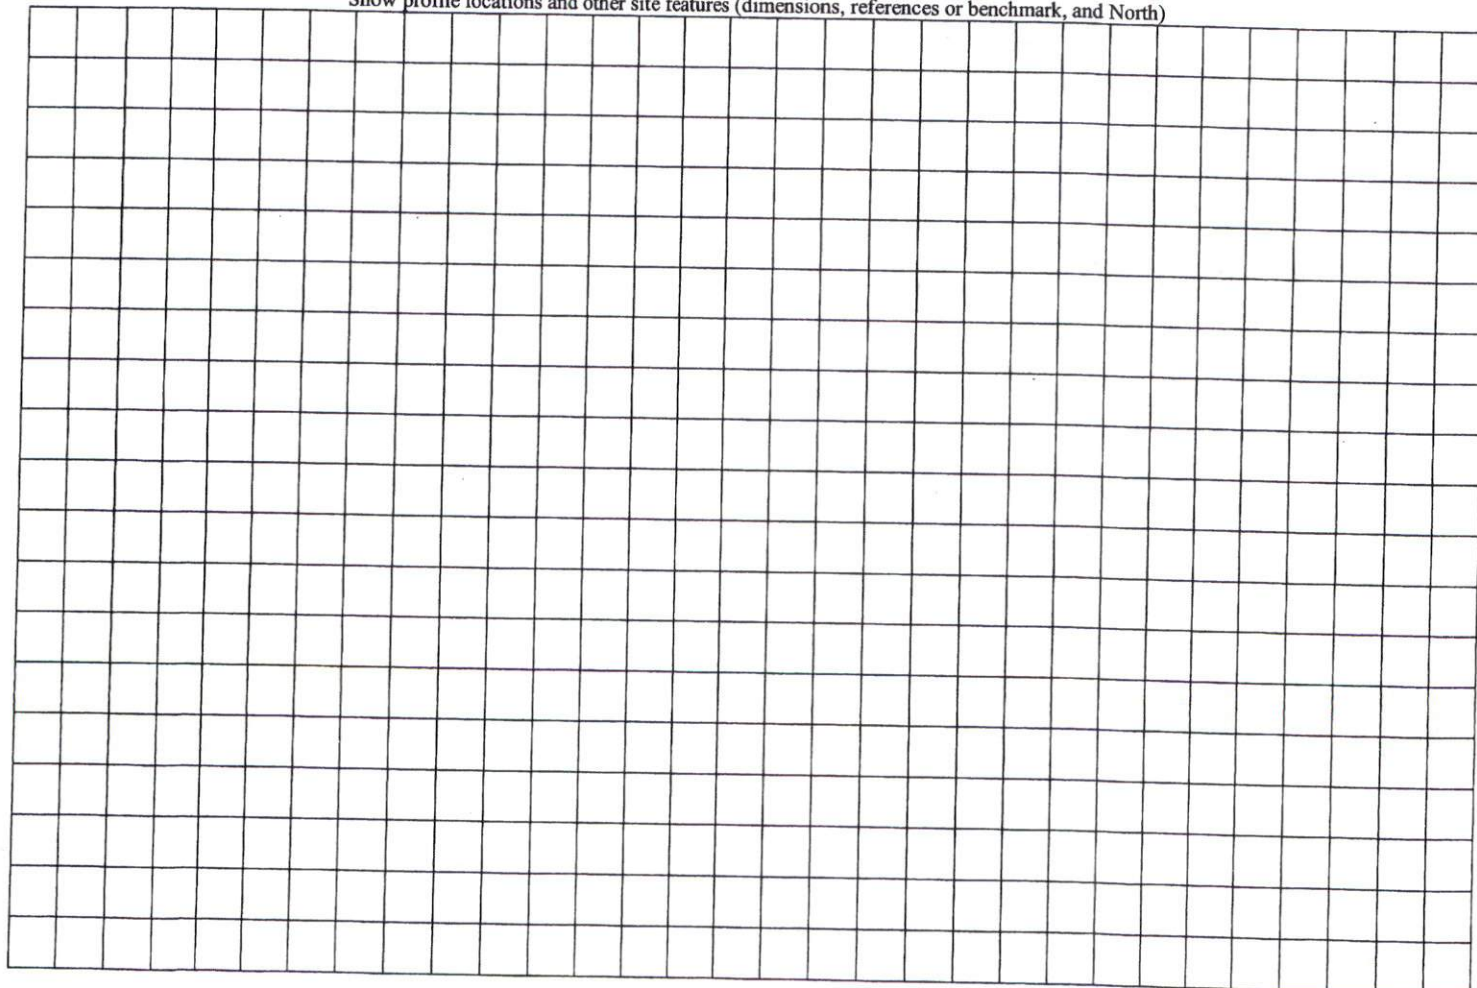 Show profile locations and other site features (dimensions, references or benchmark, and North)